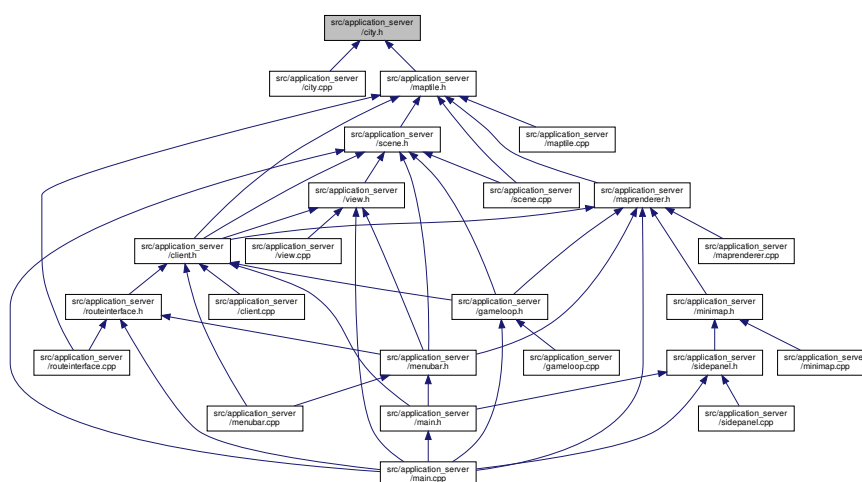 src/application_server
/city.h
src/application_server
/city.cpp
src/application_server
/maptile.h
src/application_server
/scene.h
src/application_server
/maptile.cpp
src/application_server
/view.h
src/application_server
/scene.cpp
src/application_server
/maprenderer.h
src/application_server
/client.h
src/application_server
/view.cpp
src/application_server
/maprenderer.cpp
src/application_server
/routeinterface.h
src/application_server
/client.cpp
src/application_server
/gameloop.h
src/application_server
/minimap.h
src/application_server
/routeinterface.cpp
src/application_server
/menubar.h
src/application_server
/gameloop.cpp
src/application_server
/sidepanel.h
src/application_server
/minimap.cpp
src/application_server
/menubar.cpp
src/application_server
/main.h
src/application_server
/sidepanel.cpp
src/application_server
/main.cpp